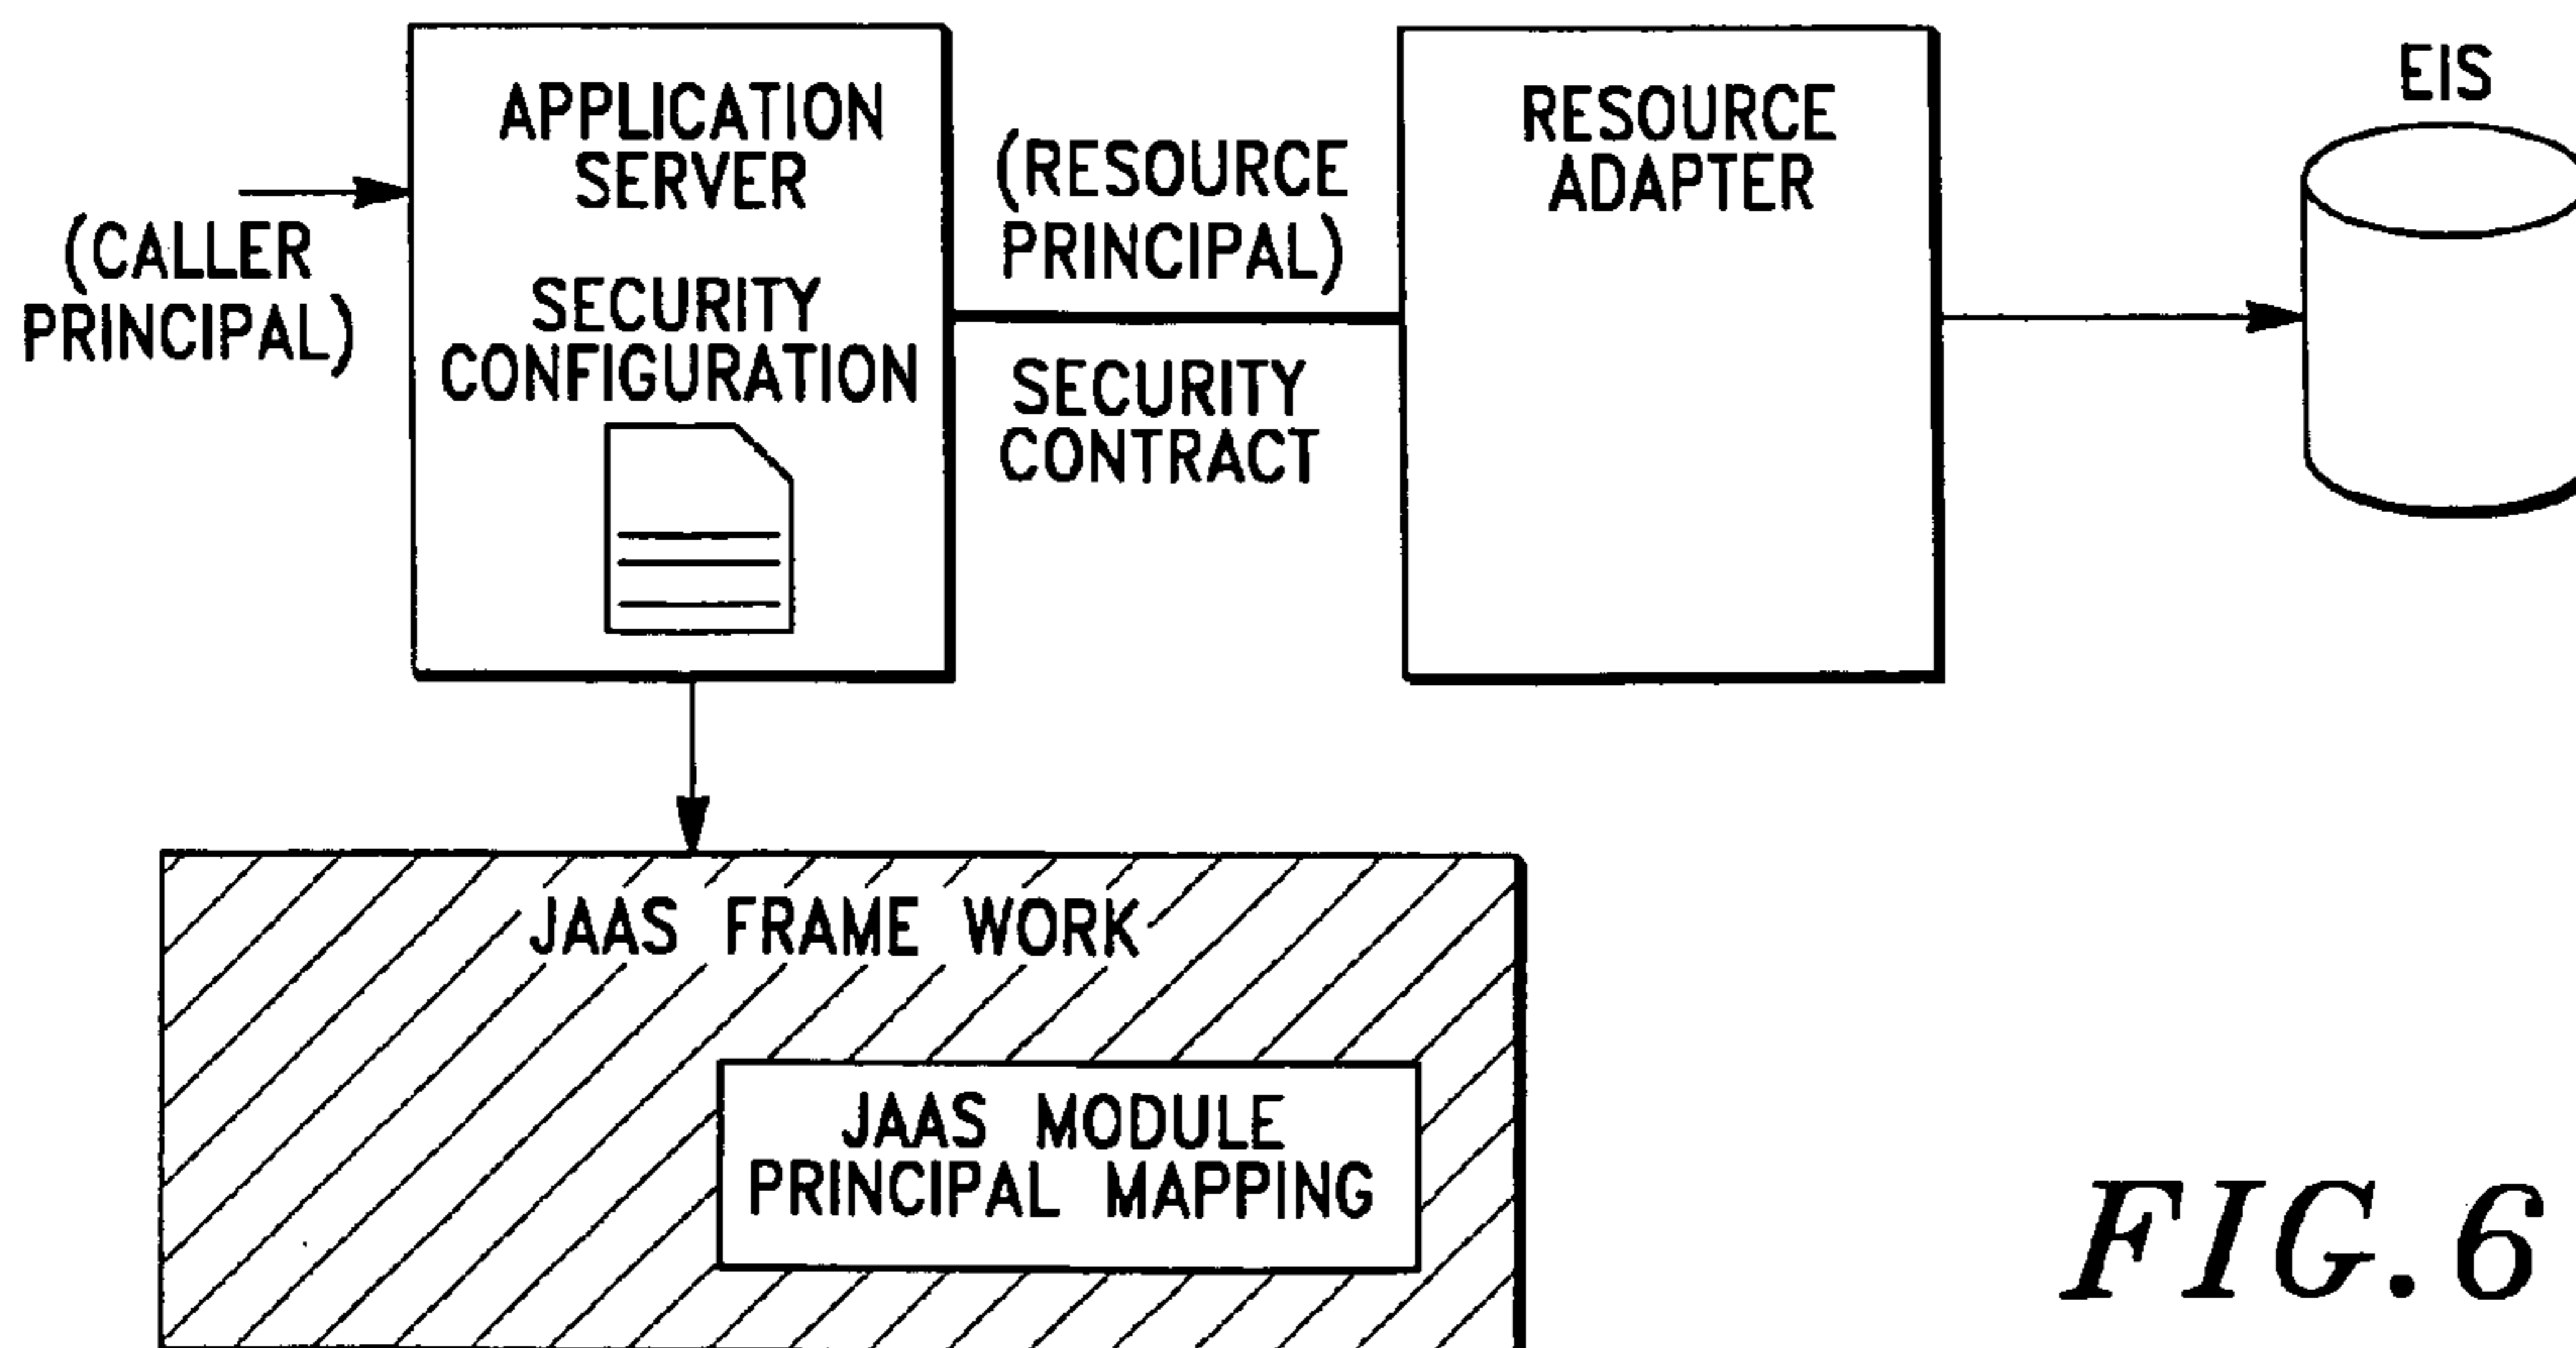 APPLICATION
SERVER
SECURITY
CONFIGURATION
(CALLER
PRINCIPAL)
(RESOURCE
PRINCIPAL)
SECURITY
CONTRACT
RESOURCE
ADAPTER
EIS
JAAS FRAME WORK
JAAS MODULE
PRINCIPAL MAPPING
FIG.6